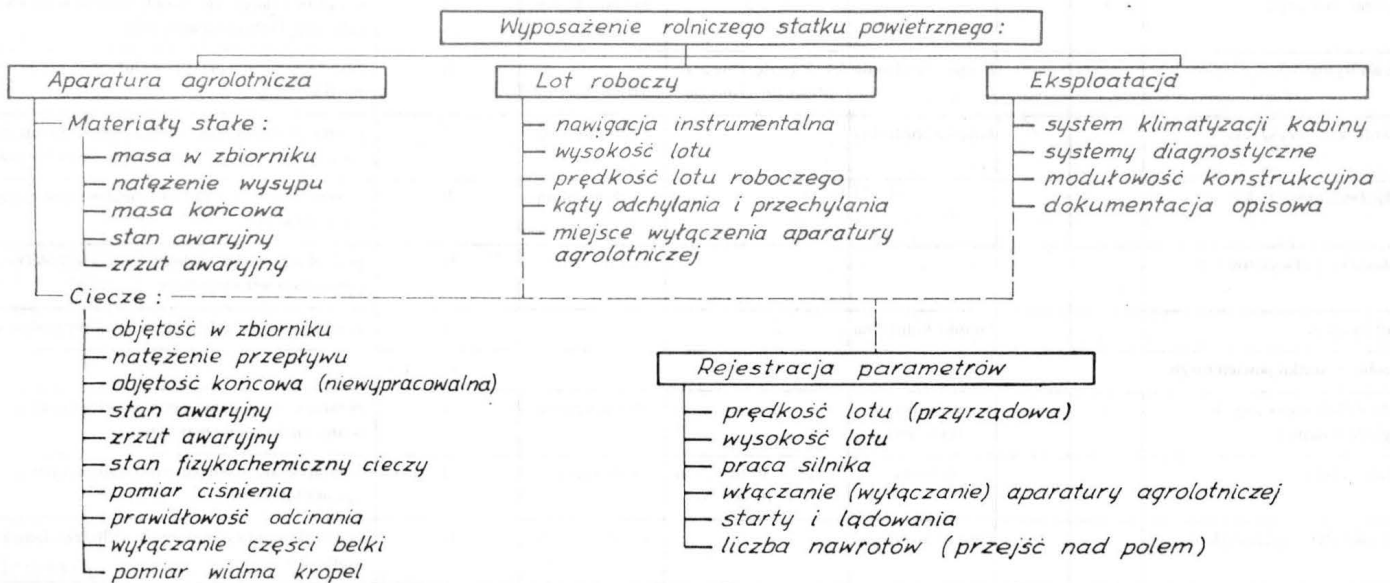 Wyposażenie rolniczego statku powietrznego:
Aparatura agrolotnicza
Materiały stałe:
masa w zbiorniku
natężenie wysypu
masa końcowa
stan awaryjny
zrzut awaryjny
Ciecze:
objętość w zbiorniku
natężenie przepływu
objętość końcowa (niewypracowalna)
stan awaryjny
zrzut awaryjny
stan fizykochemiczny cieczy
pomiar ciśnienia
prawidłowość odcinania
wyłączanie części belki
pomiar widma kropel
Lot roboczy
nawigacja instrumentalna
wysokość lotu
prędkość lotu roboczego
kąty odchylania i przechylania
miejsce wyłączenia aparatury
agrolotniczej
Eksploatacja
system klimatyzacji kabiny
systemy diagnostyczne
modułowość konstrukcyjna
dokumentacja opisowa
Rejestracja parametrów
prędkość lotu (przyrządowa)
wysokość lotu
praca silnika
włączanie (wyłączanie) aparatury agrolotniczej
starty i lądowania
liczba nawrotów (przejść nad polem)